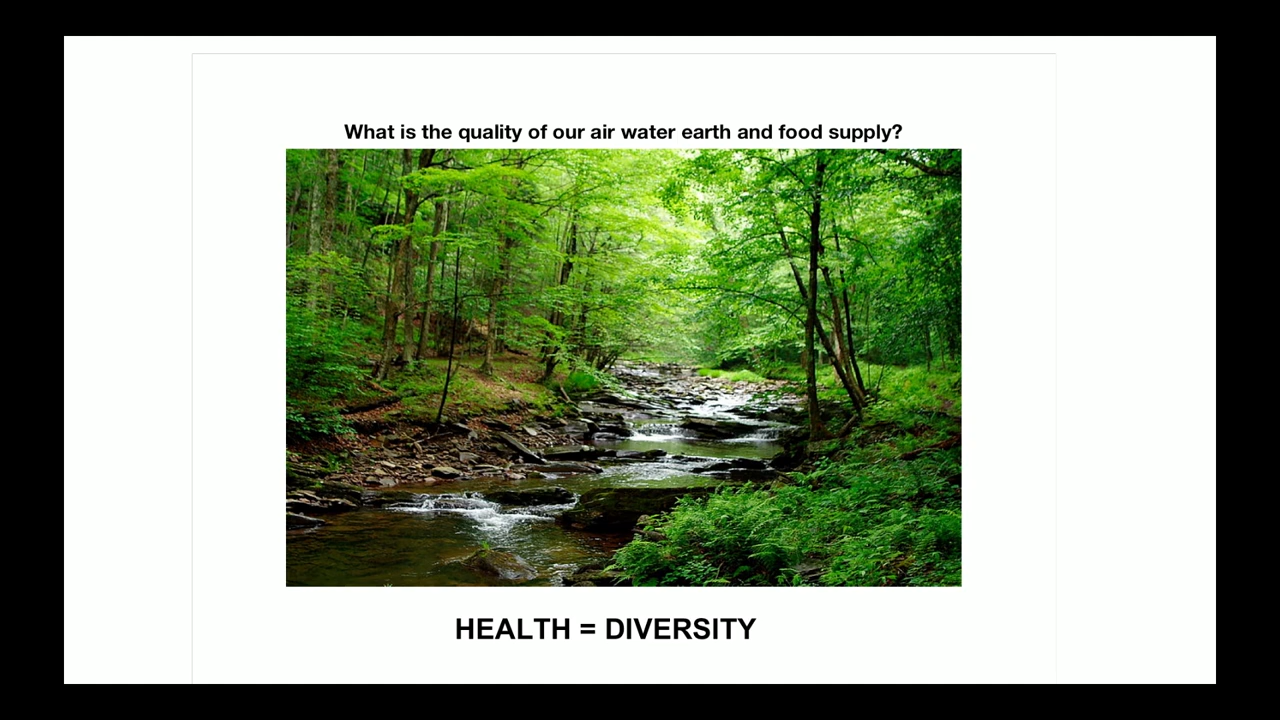 What is the quality of our air water earth and food supply?
HEALTH = DIVERSITY